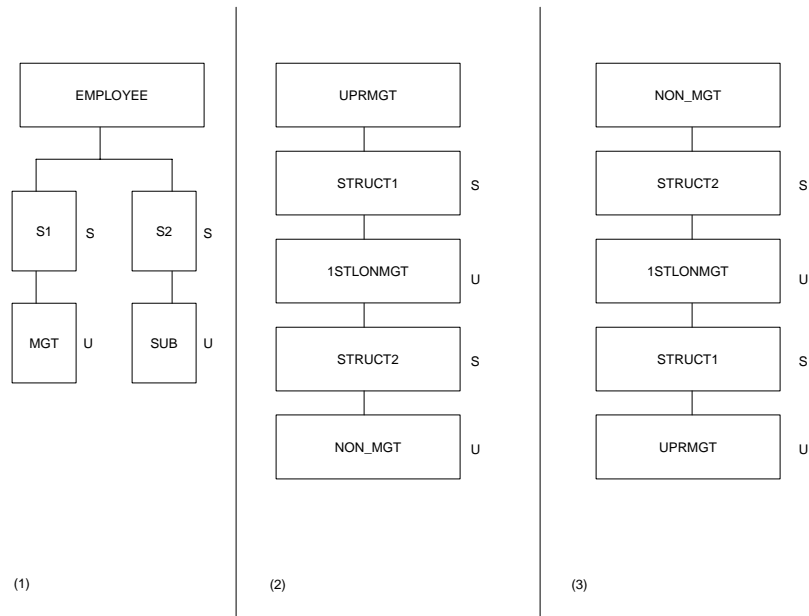 EMPLOYEE
S1
S
S2
S
MGT
U
SUB
U
(1)
UPRMGT
STRUCT1
S
1STLONMGT
U
STRUCT2
S
NON_MGT
U
(2)
NON_MGT
STRUCT2
S
1STLONMGT
U
STRUCT1
S
UPRMGT
U
(3)